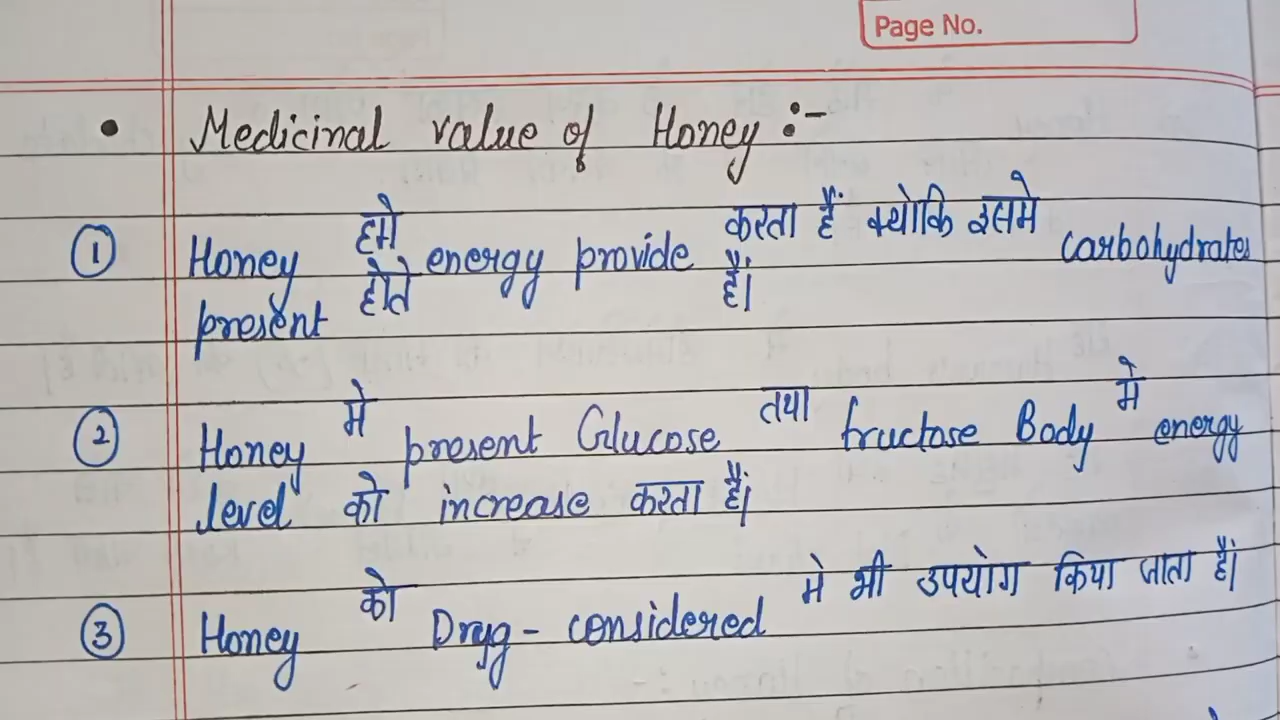 Page No.
• Medicinal value of Honey :-
① Honey हमे energy provide करता हैं क्योकि इसमे carbohydrates
present होते हैं।
② Honey मे present Glucose तथा fructose Body मे energy
level को increase करता हैं।
③ Honey को Drug - considered मे भी उपयोग किया जाता हैं।